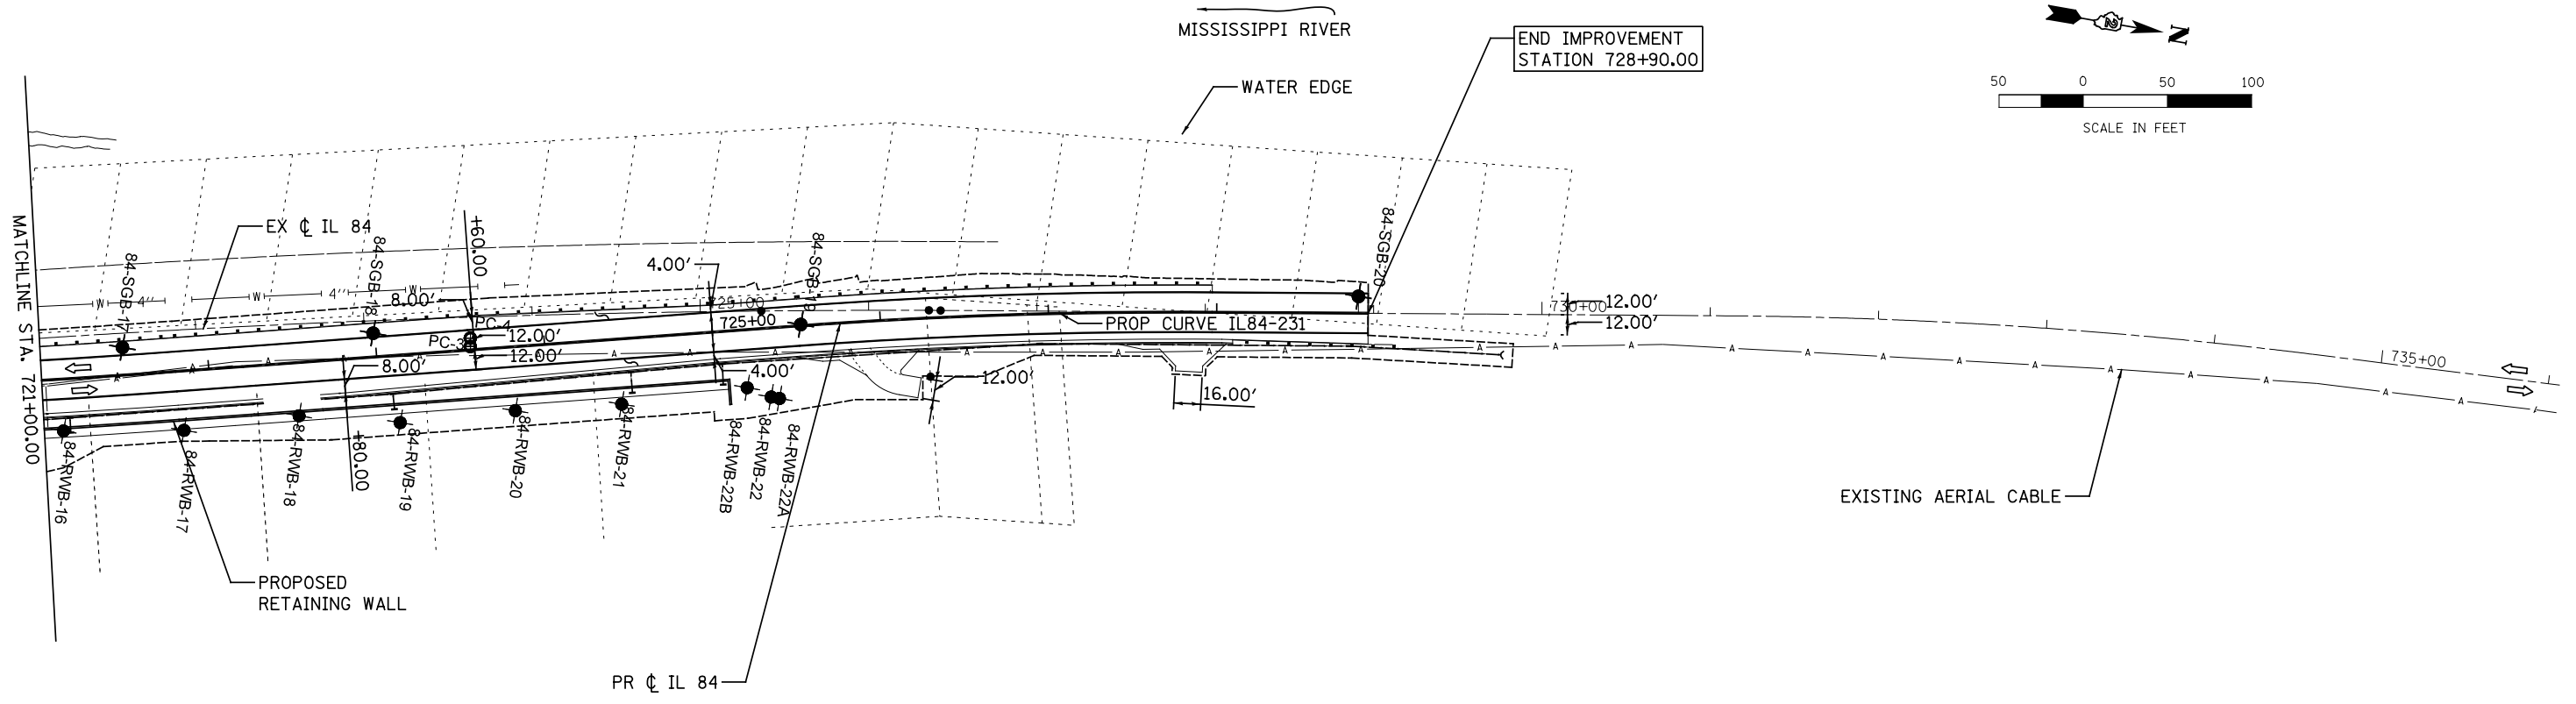 MISSISSIPPI RIVER
END IMPROVEMENT
STATION 728+90.00
N
50 0 50 100
SCALE IN FEET
WATER EDGE
MATCHLINE STA. 721+00.00
EX ℄ IL 84
84-SGB-17
84-SGB-18
+60.00
84-SGB-20
W 4" W 4" W
8.00'
4.00'
725+00
725+00
PC-4
PC-3
12.00'
12.00'
PROP CURVE IL84-231
730+00
12.00'
12.00'
735+00
8.00'
4.00'
12.00'
16.00'
+80.00
A A A A A A A A A
84-RWB-16
84-RWB-17
84-RWB-18
84-RWB-19
84-RWB-20
84-RWB-21
84-RWB-22B
84-RWB-22
84-RWB-22A
EXISTING AERIAL CABLE
PROPOSED
RETAINING WALL
PR ℄ IL 84